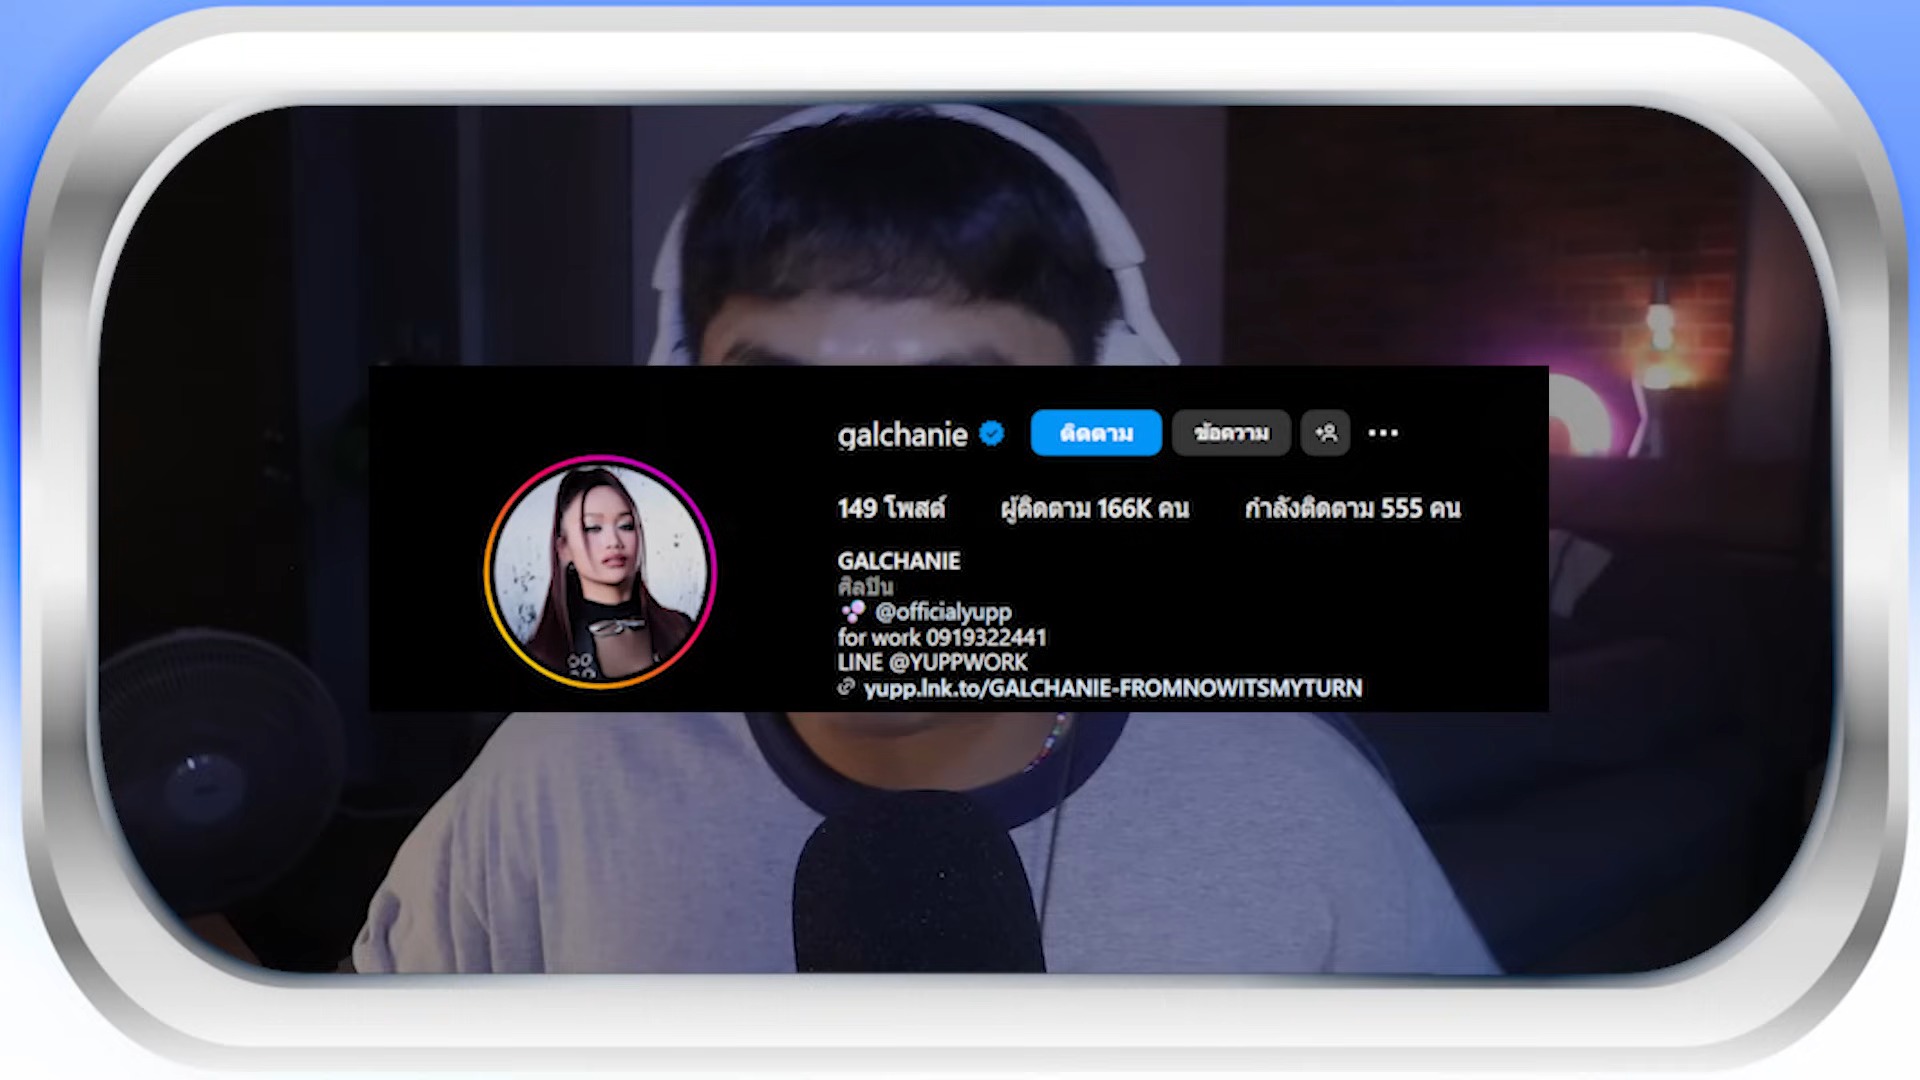 galchanie ติดตาม ข้อความ
149 โพสต์ ผู้ติดตาม 166K คน กำลังติดตาม 555 คน
GALCHANIE
ศิลปิน
@officialyupp
for work 0919322441
LINE @YUPPWORK
yupp.lnk.to/GALCHANIE-FROMNOWITSMYTURN